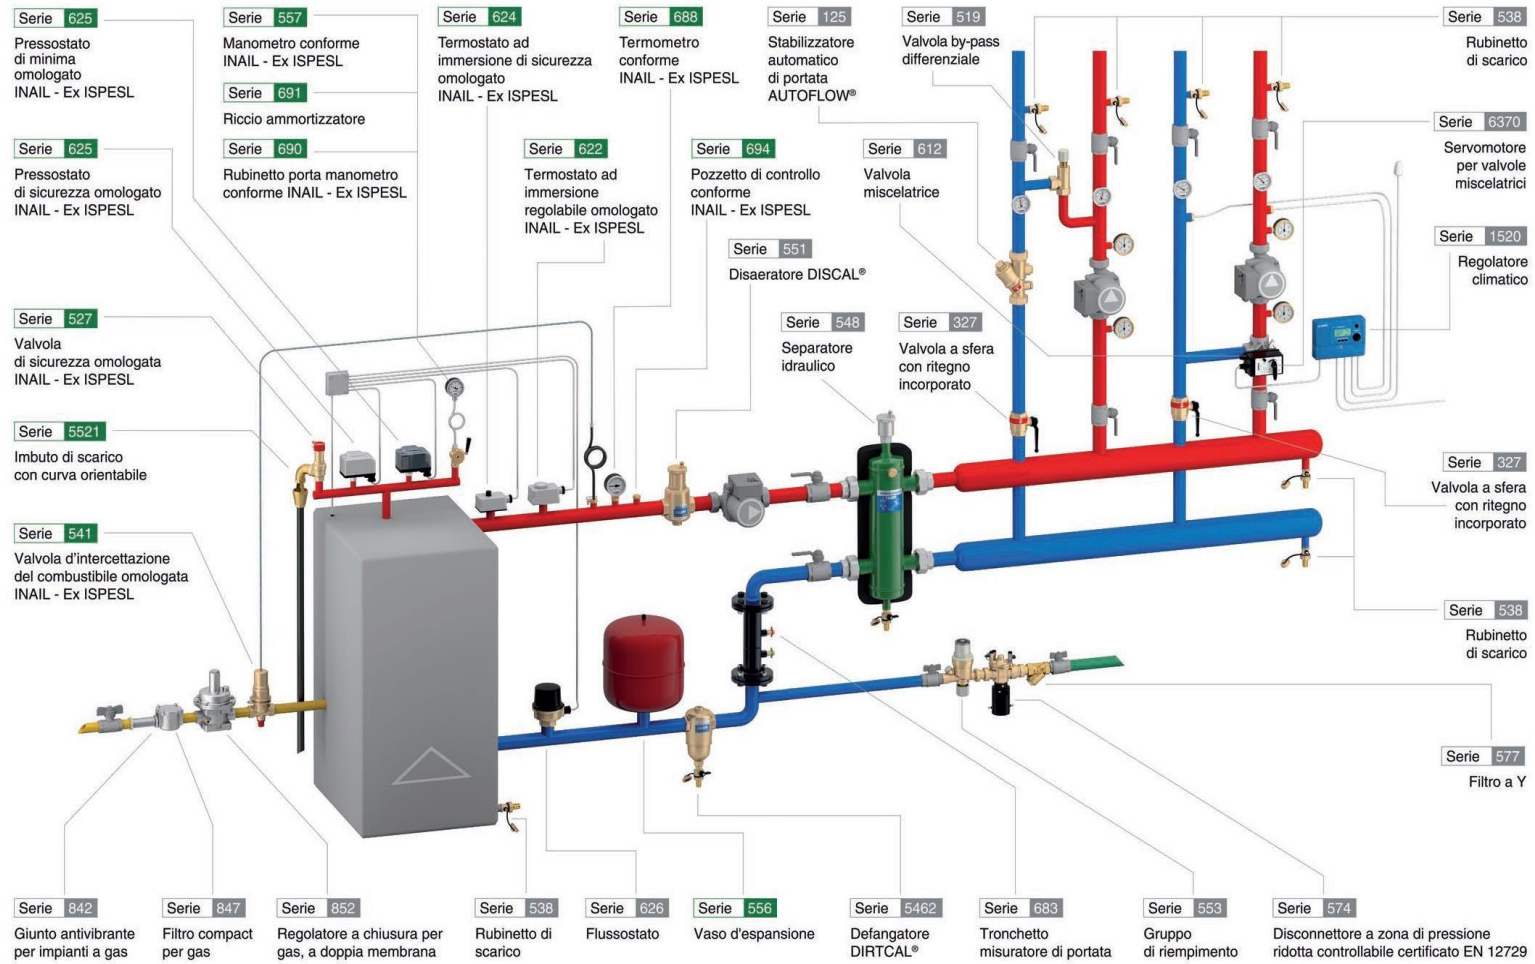 Serie 625
Pressostato
di minima
omologato
INAIL - Ex ISPESL
Serie 557
Manometro conforme
INAIL - Ex ISPESL
Serie 691
Riccio ammortizzatore
Serie 690
Rubinetto porta manometro
conforme INAIL - Ex ISPESL
Serie 624
Termostato ad
immersione di sicurezza
omologato
INAIL - Ex ISPESL
Serie 688
Termometro
conforme
INAIL - Ex ISPESL
Serie 125
Stabilizzatore
automatico
di portata
AUTOFLOW®
Serie 519
Valvola by-pass
differenziale
Serie 538
Rubinetto
di scarico
Serie 625
Pressostato
di sicurezza omologato
INAIL - Ex ISPESL
Serie 622
Termostato ad
immersione
regolabile omologato
INAIL - Ex ISPESL
Serie 694
Pozzetto di controllo
conforme
INAIL - Ex ISPESL
Serie 612
Valvola
miscelatrice
Serie 6370
Servomotore
per valvole
miscelatrici
Serie 551
Disaeratore DISCAL®
Serie 1520
Regolatore
climatico
Serie 527
Valvola
di sicurezza omologata
INAIL - Ex ISPESL
Serie 548
Separatore
idraulico
Serie 327
Valvola a sfera
con ritegno
incorporato
Serie 5521
Imbuto di scarico
con curva orientabile
Serie 327
Valvola a sfera
con ritegno
incorporato
Serie 541
Valvola d'intercettazione
del combustibile omologata
INAIL - Ex ISPESL
Serie 538
Rubinetto
di scarico
Serie 577
Filtro a Y
Serie 842
Giunto antivibrante
per impianti a gas
Serie 847
Filtro compact
per gas
Serie 852
Regolatore a chiusura per
gas, a doppia membrana
Serie 538
Rubinetto di
scarico
Serie 626
Flussostato
Serie 556
Vaso d'espansione
Serie 5462
Defangatore
DIRTCAL®
Serie 683
Tronchetto
misuratore di portata
Serie 553
Gruppo
di riempimento
Serie 574
Disconnettore a zona di pressione
ridotta controllabile certificato EN 12729